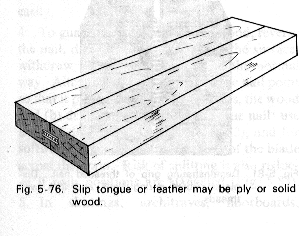 Fig. 5-76. Slip tongue or feather may be ply or solid
wood.